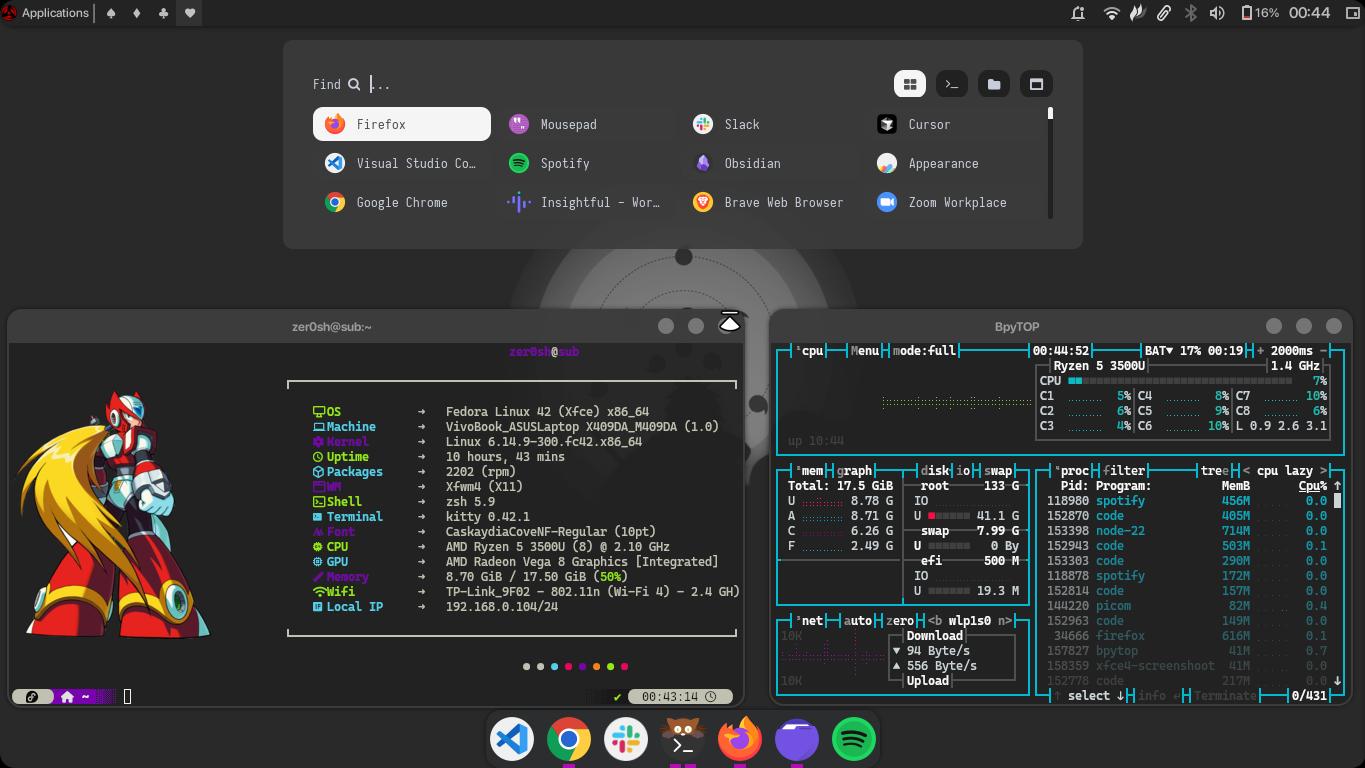 Applications
16% 00:44
Find ...
Firefox Mousepad Slack Cursor
Visual Studio Co… Spotify Obsidian Appearance
Google Chrome Insightful - Wor… Brave Web Browser Zoom Workplace
zer0sh@sub:~
zer0sh@sub
OS ➜ Fedora Linux 42 (Xfce) x86_64
Machine ➜ VivoBook_ASUSLaptop X409DA_M409DA (1.0)
Kernel ➜ Linux 6.14.9-300.fc42.x86_64
Uptime ➜ 10 hours, 43 mins
Packages ➜ 2202 (rpm)
WM ➜ Xfwm4 (X11)
Shell ➜ zsh 5.9
Terminal ➜ kitty 0.42.1
Font ➜ CaskaydiaCoveNF-Regular (10pt)
CPU ➜ AMD Ryzen 5 3500U (8) @ 2.10 GHz
GPU ➜ AMD Radeon Vega 8 Graphics [Integrated]
Memory ➜ 8.70 GiB / 17.50 GiB (50%)
Wifi ➜ TP-Link_9F02 - 802.11n (Wi-Fi 4) - 2.4 GH)
Local IP ➜ 192.168.0.104/24
~ ✔ 00:43:14
BpyTOP
¹cpu Menu mode:full 00:44:52 BAT▼ 17% 00:19 + 2000ms -
Ryzen 5 3500U 1.4 GHz
CPU 7%
C1 5% C4 8% C7 10%
C2 6% C5 9% C8 6%
C3 4% C6 10% L 0.9 2.6 3.1
up 10:44
²mem graph disk io swap
Total: 17.5 GiB
U 8.78 G
A 8.71 G
C 6.26 G
F 2.49 G
root 133 G
IO
U 41.1 G
swap 7.99 G
U 0 By
efi 500 M
IO
U 19.3 M
³net auto zero <b wlp1s0 n>
10K
10K
Download
▼ 94 Byte/s
▲ 556 Byte/s
Upload
⁴proc filter tree < cpu lazy >
Pid: Program: MemB Cpu% ↑
118980 spotify 456M 0.0
152870 code 405M 0.0
153398 node-22 714M 0.0
152943 code 503M 0.1
153303 code 290M 0.0
118878 spotify 172M 0.0
152814 code 157M 0.0
144220 picom 82M 0.4
152963 code 149M 0.0
34666 firefox 616M 0.1
157827 bpytop 41M 0.7
158359 xfce4-screenshoot 41M 0.0
152778 code 217M 0.0 ↓
↑ select ↓ info ↵ Terminate 0/431